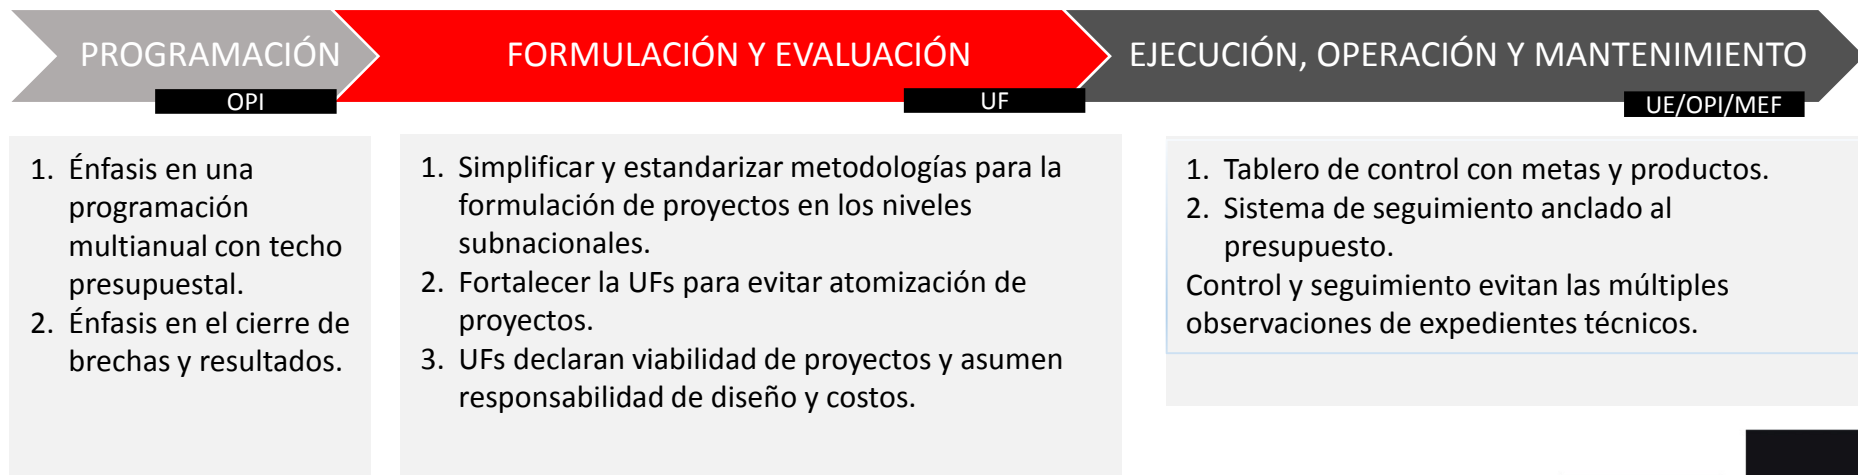 PROGRAMACIÓN
OPI
FORMULACIÓN Y EVALUACIÓN
UF
EJECUCIÓN, OPERACIÓN Y MANTENIMIENTO
UE/OPI/MEF
1. Énfasis en una
programación
multianual con techo
presupuestal.
2. Énfasis en el cierre de
brechas y resultados.
1. Simplificar y estandarizar metodologías para la
formulación de proyectos en los niveles
subnacionales.
2. Fortalecer la UFs para evitar atomización de
proyectos.
3. UFs declaran viabilidad de proyectos y asumen
responsabilidad de diseño y costos.
1. Tablero de control con metas y productos.
2. Sistema de seguimiento anclado al
presupuesto.
Control y seguimiento evitan las múltiples
observaciones de expedientes técnicos.